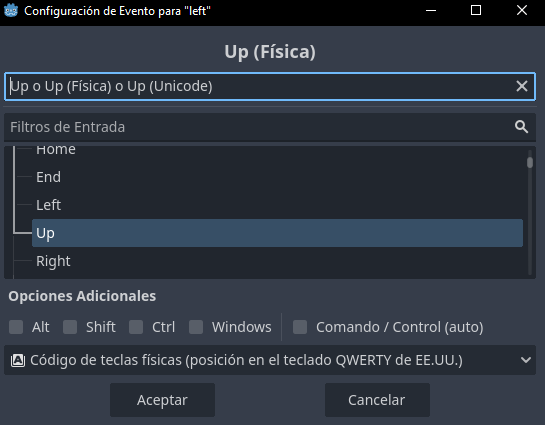 Configuración de Evento para "left"
Up (Física)
Up o Up (Física) o Up (Unicode)
Filtros de Entrada
Home
End
Left
Up
Right
Opciones Adicionales
Alt Shift Ctrl Windows Comando / Control (auto)
Código de teclas físicas (posición en el teclado QWERTY de EE.UU.)
Aceptar Cancelar